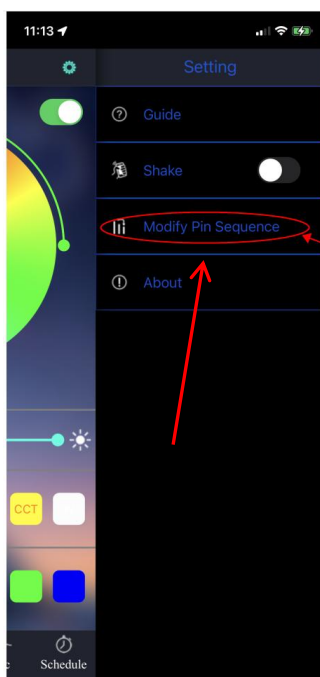 11:13
Setting
Guide
Shake
Modify Pin Sequence
About
CCT
Schedule